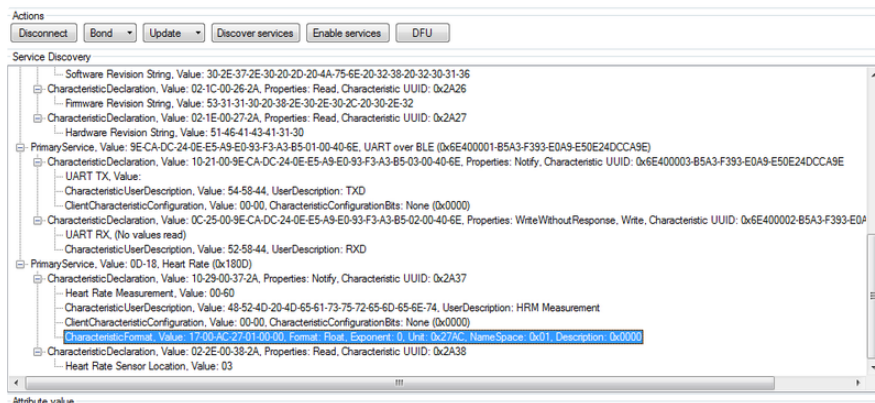 Actions
Disconnect Bond Update Discover services Enable services DFU
Service Discovery
Software Revision String, Value: 30-2E-37-2E-30-20-2D-20-4A-75-6E-20-32-38-20-32-30-31-36
CharacteristicDeclaration, Value: 02-1C-00-26-2A, Properties: Read, Characteristic UUID: 0x2A26
Firmware Revision String, Value: 53-31-31-30-20-38-2E-30-2E-30-2C-20-30-2E-32
CharacteristicDeclaration, Value: 02-1E-00-27-2A, Properties: Read, Characteristic UUID: 0x2A27
Hardware Revision String, Value: 51-46-41-43-41-31-30
PrimaryService, Value: 9E-CA-DC-24-0E-E5-A9-E0-93-F3-A3-B5-01-00-40-6E, UART over BLE (0x6E400001-B5A3-F393-E0A9-E50E24DCCA9E)
CharacteristicDeclaration, Value: 10-21-00-9E-CA-DC-24-0E-E5-A9-E0-93-F3-A3-B5-03-00-40-6E, Properties: Notify, Characteristic UUID: 0x6E400003-B5A3-F393-E0A9-E50E24DCCA9E
UART TX, Value:
CharacteristicUserDescription, Value: 54-58-44, UserDescription: TXD
ClientCharacteristicConfiguration, Value: 00-00, CharacteristicConfigurationBits: None (0x0000)
CharacteristicDeclaration, Value: 0C-25-00-9E-CA-DC-24-0E-E5-A9-E0-93-F3-A3-B5-02-00-40-6E, Properties: WriteWithoutResponse, Write, Characteristic UUID: 0x6E400002-B5A3-F393-E0A
UART RX, (No values read)
CharacteristicUserDescription, Value: 52-58-44, UserDescription: RXD
PrimaryService, Value: 0D-18, Heart Rate (0x180D)
CharacteristicDeclaration, Value: 10-29-00-37-2A, Properties: Notify, Characteristic UUID: 0x2A37
Heart Rate Measurement, Value: 00-60
CharacteristicUserDescription, Value: 48-52-4D-20-4D-65-61-73-75-72-65-6D-65-6E-74, UserDescription: HRM Measurement
ClientCharacteristicConfiguration, Value: 00-00, CharacteristicConfigurationBits: None (0x0000)
CharacteristicFormat, Value: 17-00-AC-27-01-00-00, Format: Float, Exponent: 0, Unit: 0x27AC, NameSpace: 0x01, Description: 0x0000
CharacteristicDeclaration, Value: 02-2E-00-38-2A, Properties: Read, Characteristic UUID: 0x2A38
Heart Rate Sensor Location, Value: 03
Attribute value